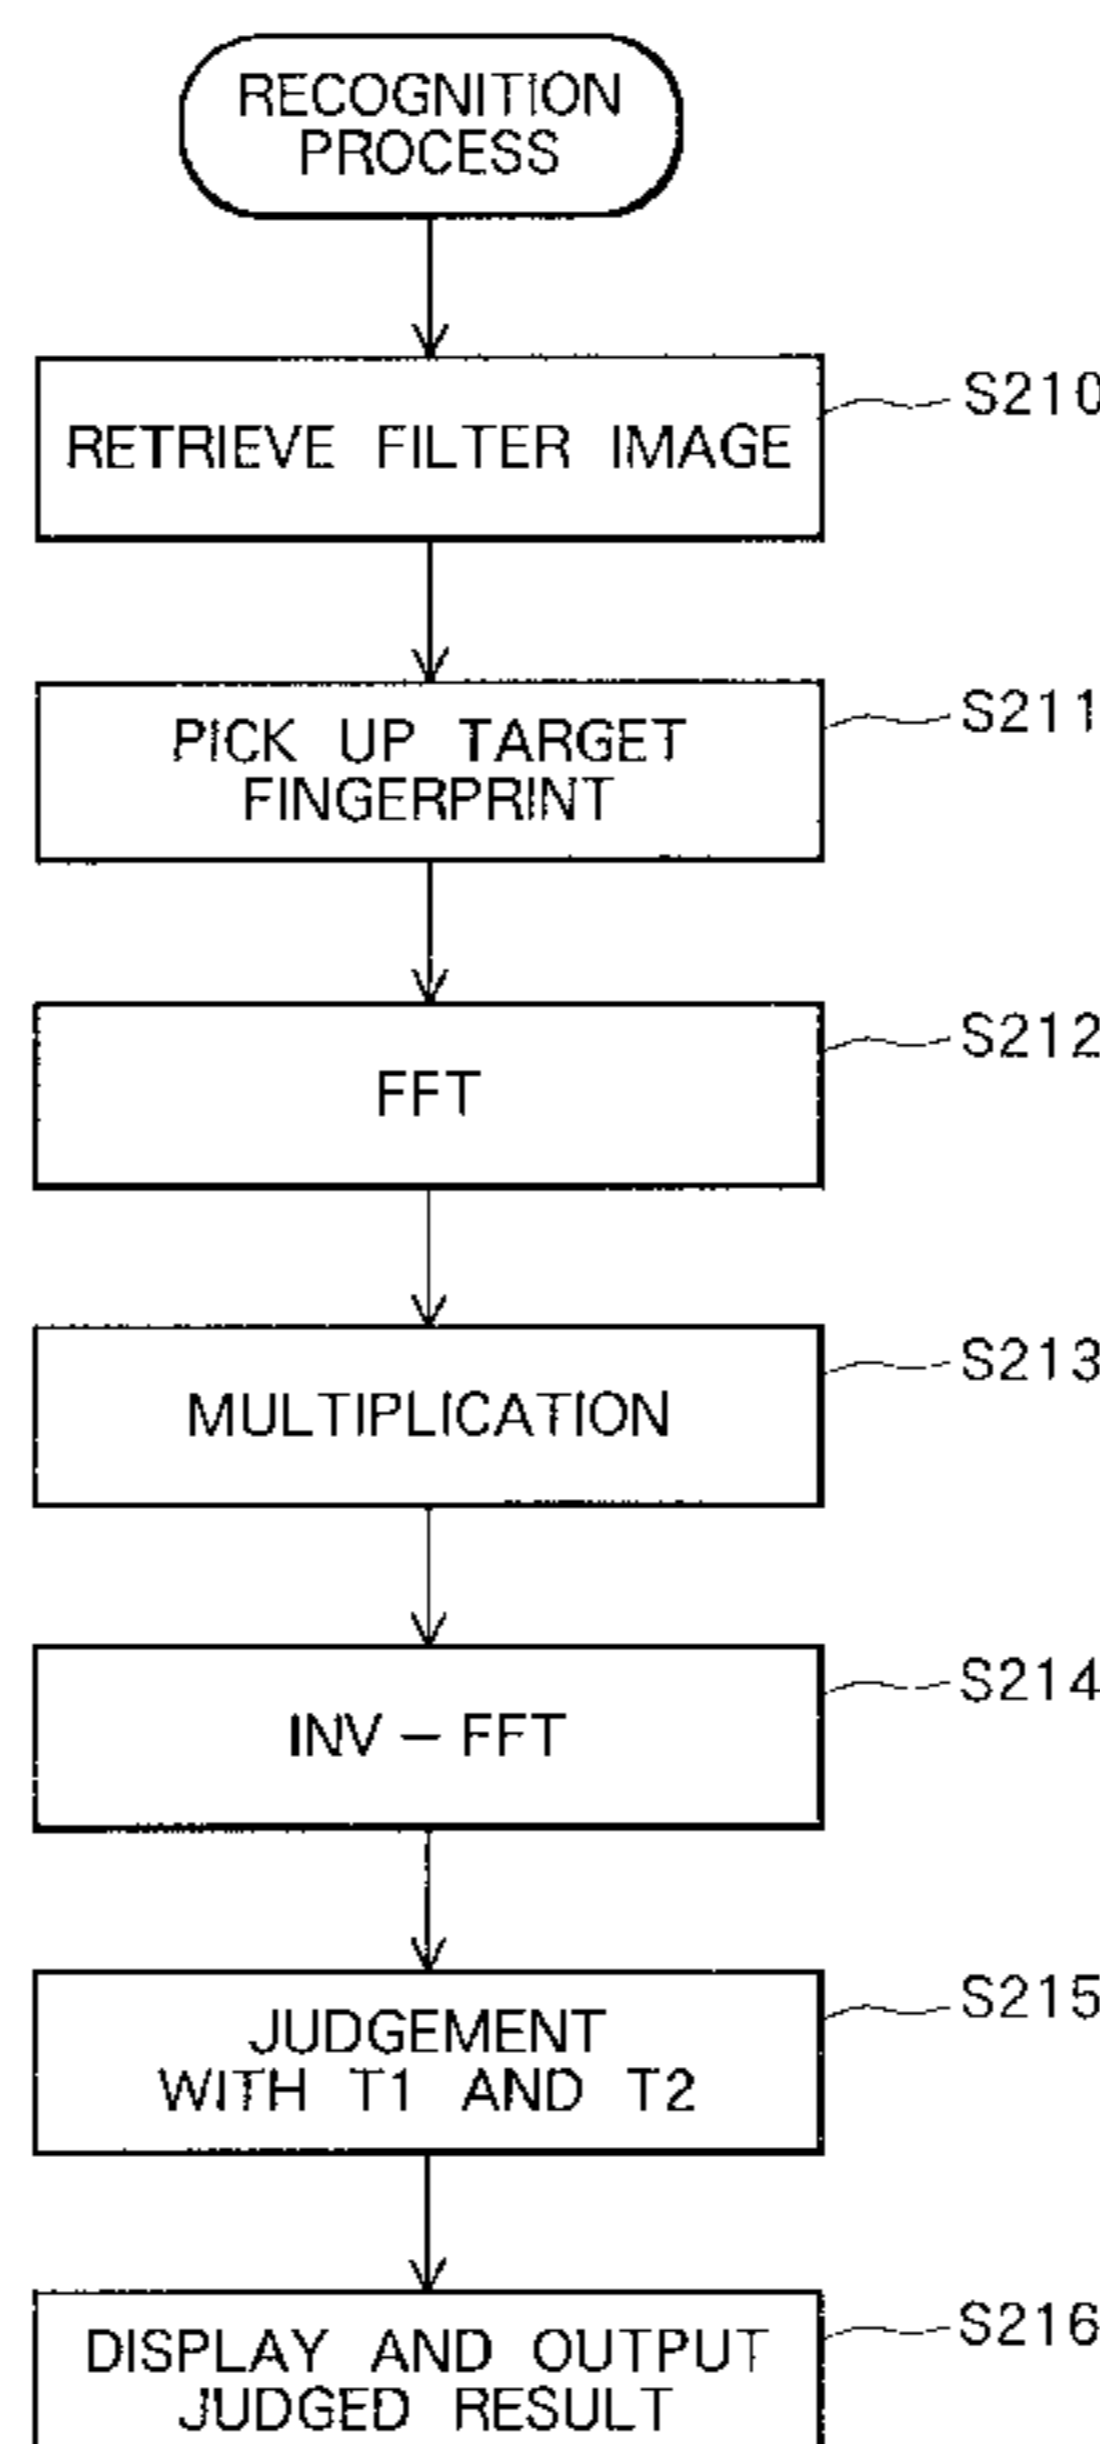 RECOGNITION
PROCESS
S210
RETRIEVE FILTER IMAGE
S211
PICK UP TARGET
FINGERPRINT
S212
FFT
S213
MULTIPLICATION
S214
INV – FFT
S215
JUDGEMENT
WITH T1 AND T2
S216
DISPLAY AND OUTPUT
JUDGED RESULT